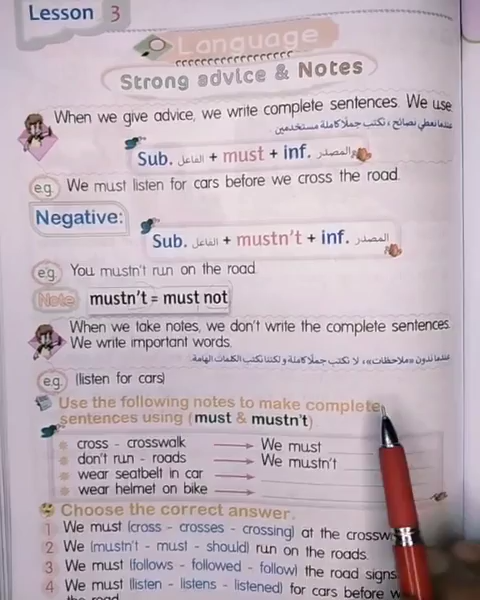 Lesson 3
Language
Strong advice & Notes
When we give advice, we write complete sentences. We use
عندما نعطي نصائح، نكتب جملًا كاملة مستخدمين
Sub. الفاعل + must + inf. المصدر
e.g. We must listen for cars before we cross the road.
Negative:
Sub. الفاعل + mustn't + inf. المصدر
e.g. You mustn't run on the road.
Note mustn't = must not
When we take notes, we don't write the complete sentences.
We write important words.
عندما ندون «ملاحظات»، لا نكتب جملًا كاملة ولكننا نكتب الكلمات الهامة.
e.g. (listen for cars)
Use the following notes to make complete
sentences using (must & mustn't)
cross - crosswalk → We must
don't run - roads → We mustn't
wear seatbelt in car →
wear helmet on bike →
Choose the correct answer.
1 We must (cross - crosses - crossing) at the crossw
2 We (mustn't - must - should) run on the roads.
3 We must (follows - followed - follow) the road signs
4 We must (listen - listens - listened) for cars before w
the road.